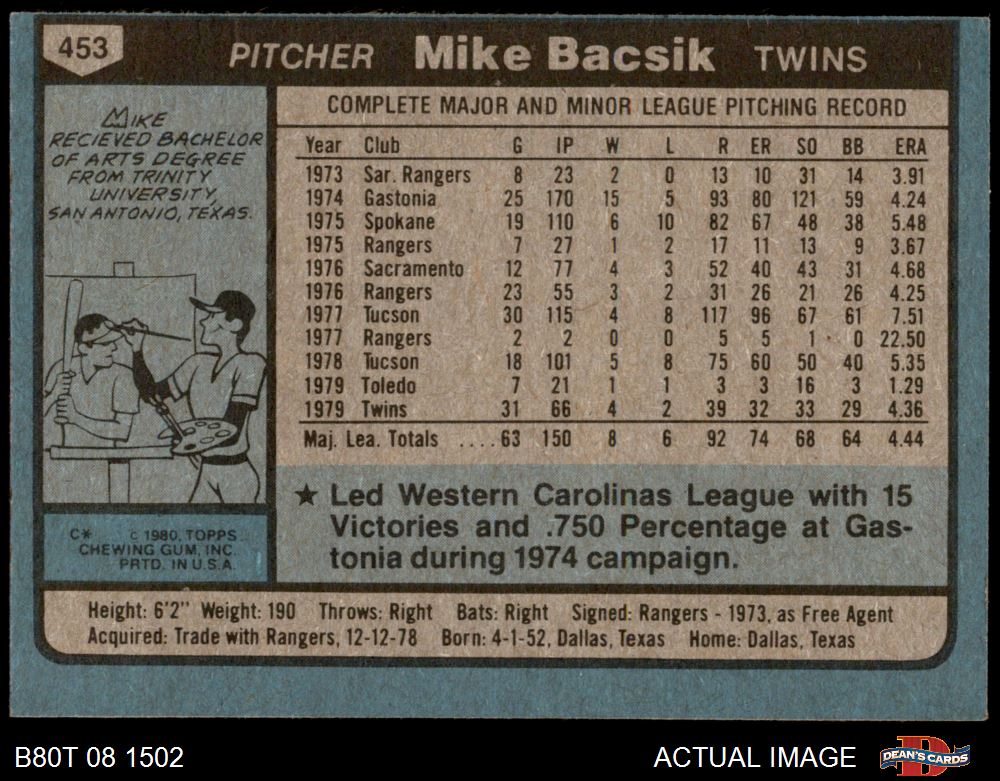 453
PITCHER Mike Bacsik TWINS
MIKE
RECIEVED BACHELOR
OF ARTS DEGREE
FROM TRINITY
UNIVERSITY,
SAN ANTONIO, TEXAS.
COMPLETE MAJOR AND MINOR LEAGUE PITCHING RECORD
Year Club G IP W L R ER SO BB ERA
1973 Sar. Rangers 8 23 2 0 13 10 31 14 3.91
1974 Gastonia 25 170 15 5 93 80 121 59 4.24
1975 Spokane 19 110 6 10 82 67 48 38 5.48
1975 Rangers 7 27 1 2 17 11 13 9 3.67
1976 Sacramento 12 77 4 3 52 40 43 31 4.68
1976 Rangers 23 55 3 2 31 26 21 26 4.25
1977 Tucson 30 115 4 8 117 96 67 61 7.51
1977 Rangers 2 2 0 0 5 5 1 0 22.50
1978 Tucson 18 101 5 8 75 60 50 40 5.35
1979 Toledo 7 21 1 1 3 3 16 3 1.29
1979 Twins 31 66 4 2 39 32 33 29 4.36
Maj. Lea. Totals ....63 150 8 6 92 74 68 64 4.44
★ Led Western Carolinas League with 15
Victories and .750 Percentage at Gas-
tonia during 1974 campaign.
C* c 1980, TOPPS
CHEWING GUM, INC.
PRTD. IN U.S.A.
Height: 6'2" Weight: 190 Throws: Right Bats: Right Signed: Rangers - 1973, as Free Agent
Acquired: Trade with Rangers, 12-12-78 Born: 4-1-52, Dallas, Texas Home: Dallas, Texas
B80T 08 1502 ACTUAL IMAGE DEAN'S CARDS